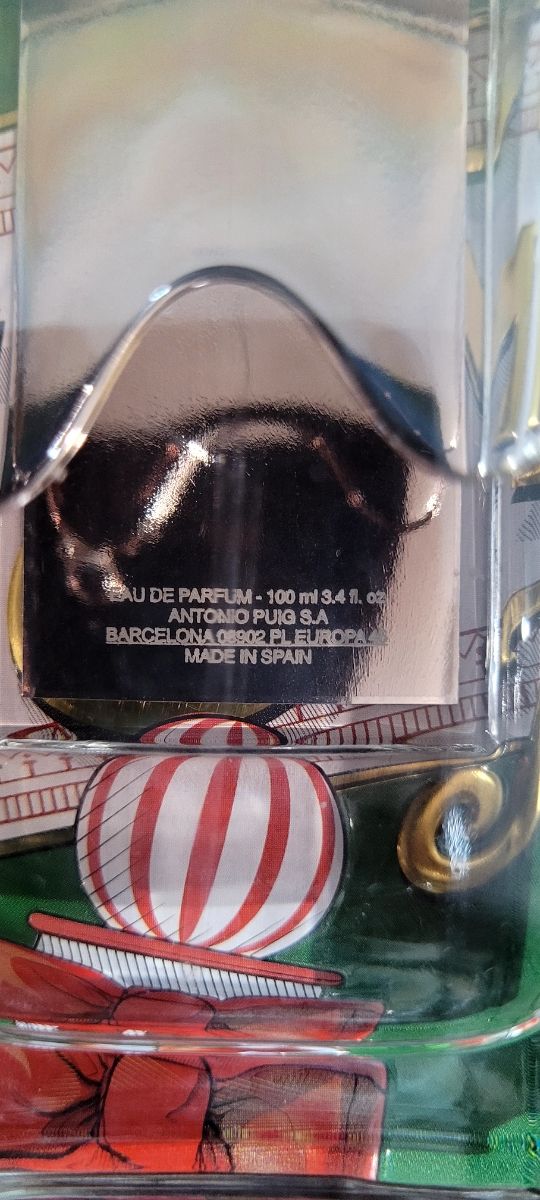 EAU DE PARFUM - 100 ml 3.4 fl. oz
ANTONIO PUIG S.A
BARCELONA 08902 PL.EUROPA
MADE IN SPAIN